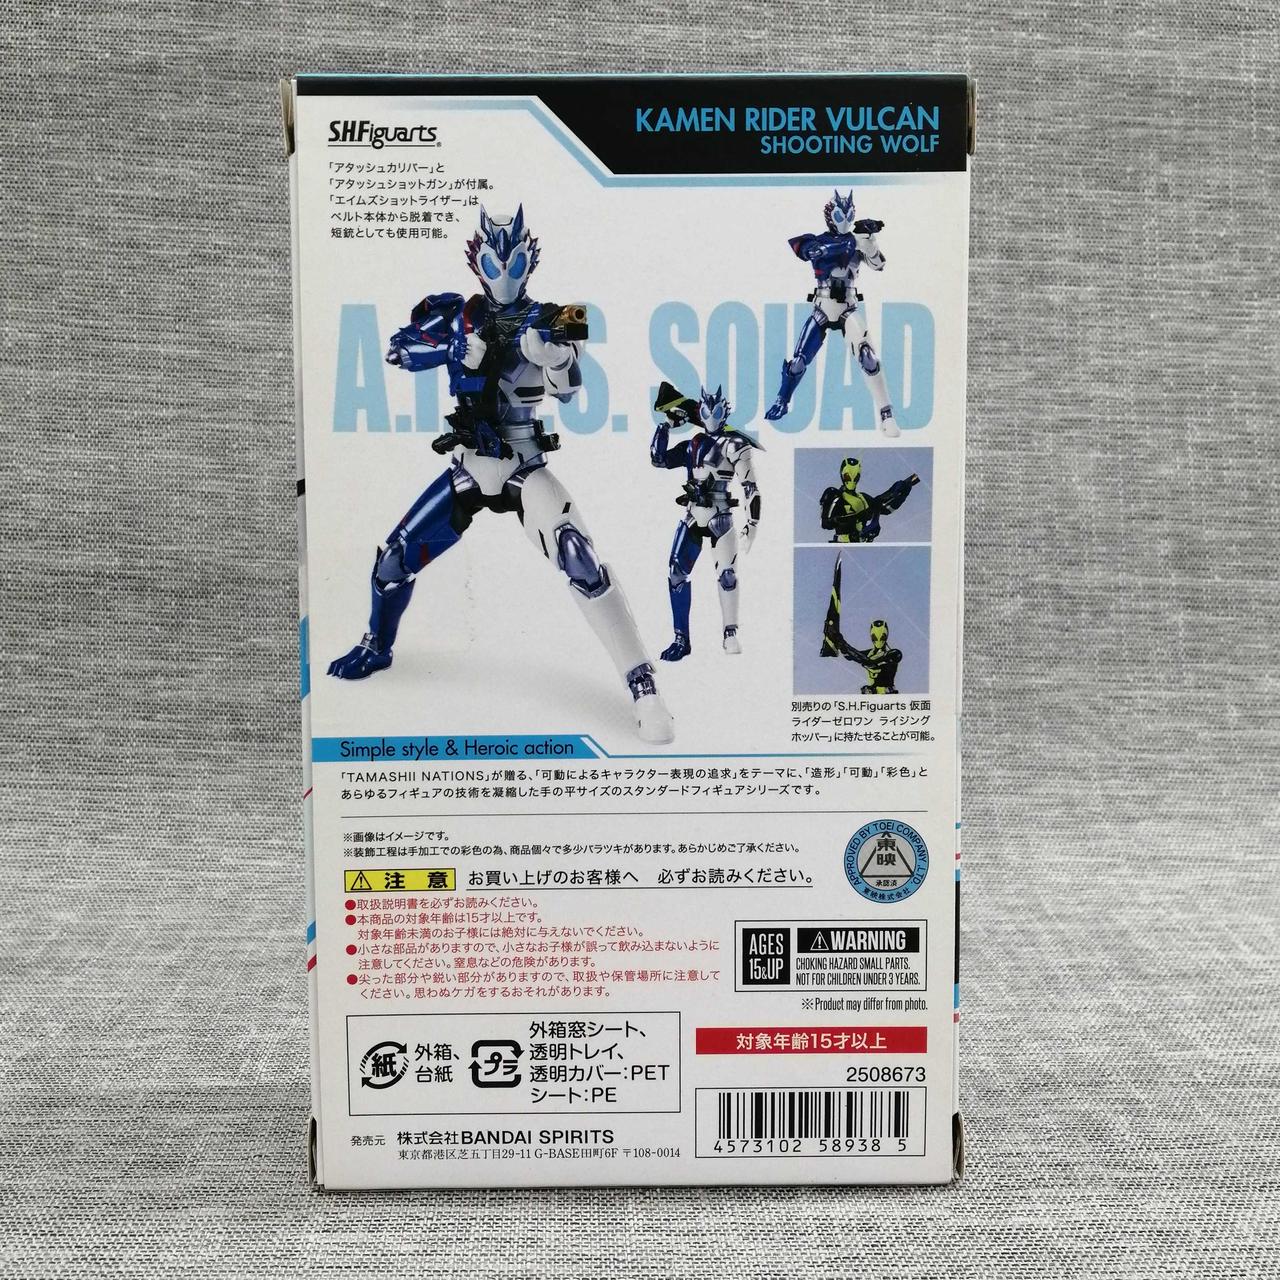 S.H.Figuarts
KAMEN RIDER VULCAN
SHOOTING WOLF
「アタッシュカリバー」と
「アタッシュショットガン」が付属。
「エイムズショットライザー」は
ベルト本体から脱着でき、
短銃としても使用可能。
A.I.M.S. SQUAD
別売りの「S.H.Figuarts 仮面
ライダーゼロワン ライジング
ホッパー」に持たせることが可能。
Simple style & Heroic action
「TAMASHII NATIONS」が贈る、「可動によるキャラクター表現の追求」をテーマに、「造形」「可動」「彩色」と
あらゆるフィギュアの技術を凝縮した手の平サイズのスタンダードフィギュアシリーズです。
※画像はイメージです。
※装飾工程は手加工での彩色の為、商品個々で多少バラツキがあります。あらかじめご了承ください。
APPROVED BY TOEI COMPANY, LTD.
東映
承認済
東映株式会社
⚠ 注 意 お買い上げのお客様へ 必ずお読みください。
●取扱説明書を必ずお読みください。
●本商品の対象年齢は15才以上です。
対象年齢未満のお子様には絶対に与えないでください。
●小さな部品がありますので、小さなお子様が誤って飲み込まないように
注意してください。窒息などの危険があります。
●尖った部分や鋭い部分がありますので、取扱や保管場所に注意して
ください。思わぬケガをするおそれがあります。
AGES
15&UP
⚠WARNING
CHOKING HAZARD SMALL PARTS.
NOT FOR CHILDREN UNDER 3 YEARS.
※Product may differ from photo.
紙
外箱、
台紙
プラ
外箱窓シート、
透明トレイ、
透明カバー:PET
シート:PE
対象年齢15才以上
2508673
4573102 58938 5
発売元 株式会社BANDAI SPIRITS
東京都港区芝五丁目29-11 G-BASE田町6F 〒108-0014